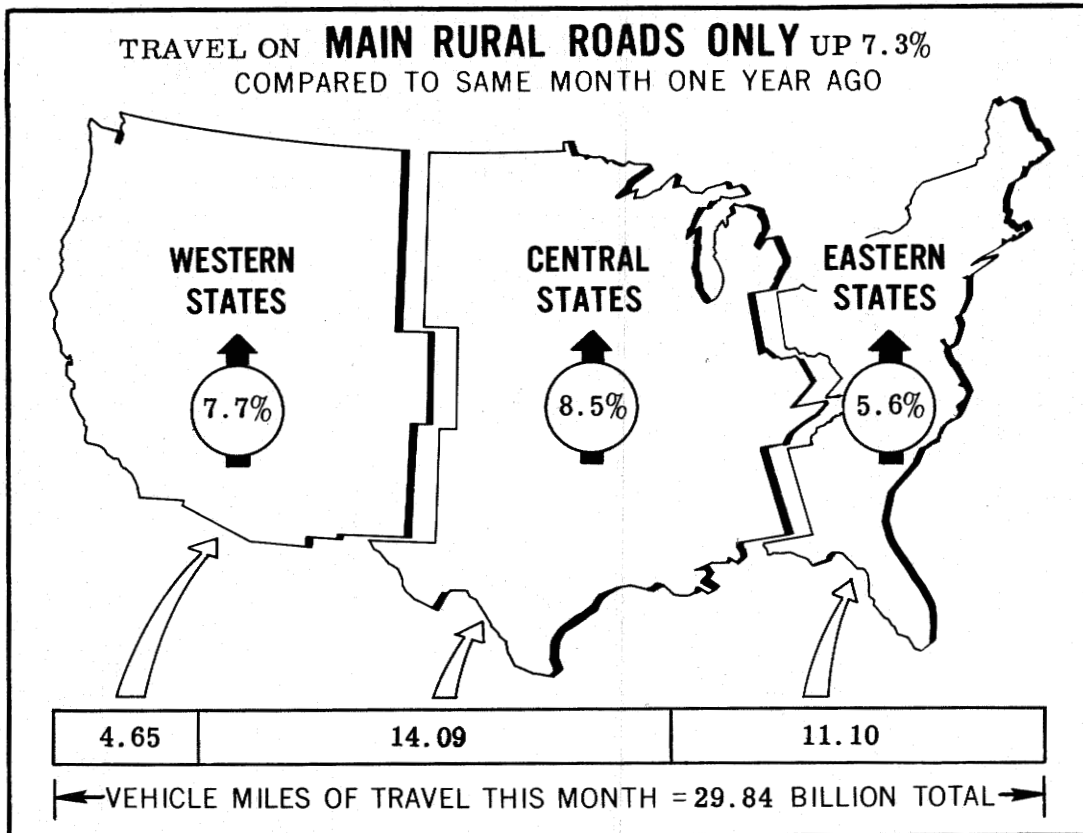 TRAVEL ON MAIN RURAL ROADS ONLY UP 7.3%
COMPARED TO SAME MONTH ONE YEAR AGO
WESTERN
STATES
7.7%
CENTRAL
STATES
8.5%
EASTERN
STATES
5.6%
4.65
14.09
11.10
VEHICLE MILES OF TRAVEL THIS MONTH = 29.84 BILLION TOTAL